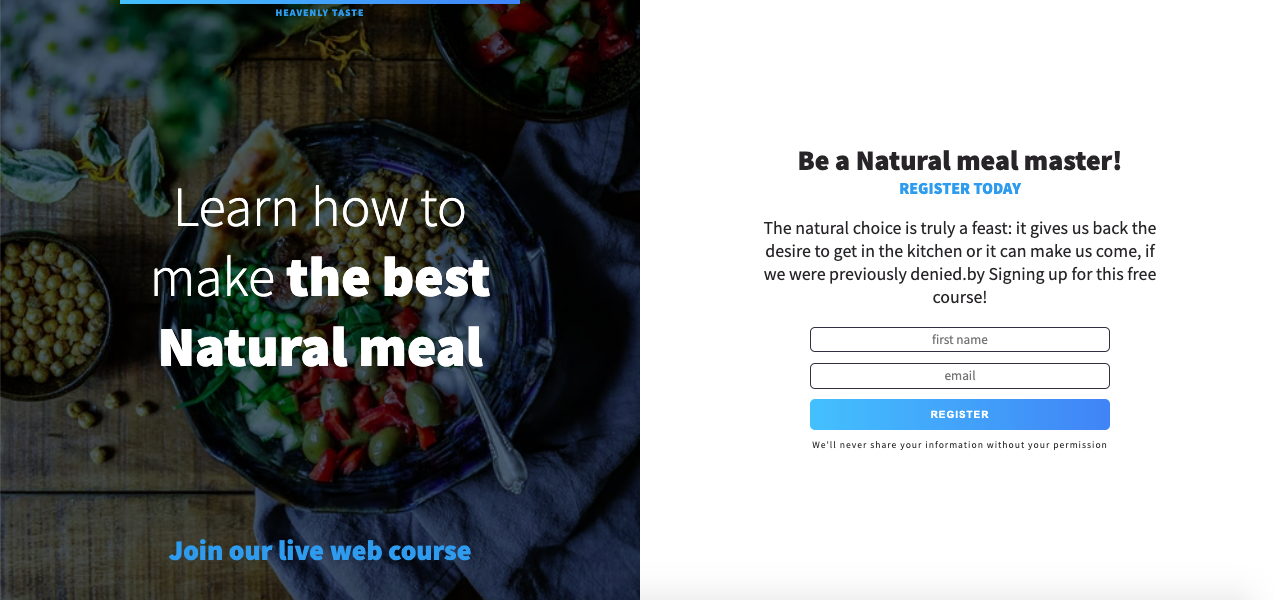 HEAVENLY TASTE
Learn how to
make the best
Natural meal
Join our live web course
Be a Natural meal master!
REGISTER TODAY
The natural choice is truly a feast: it gives us back the
desire to get in the kitchen or it can make us come, if
we were previously denied.by Signing up for this free
course!
first name
email
REGISTER
We'll never share your information without your permission